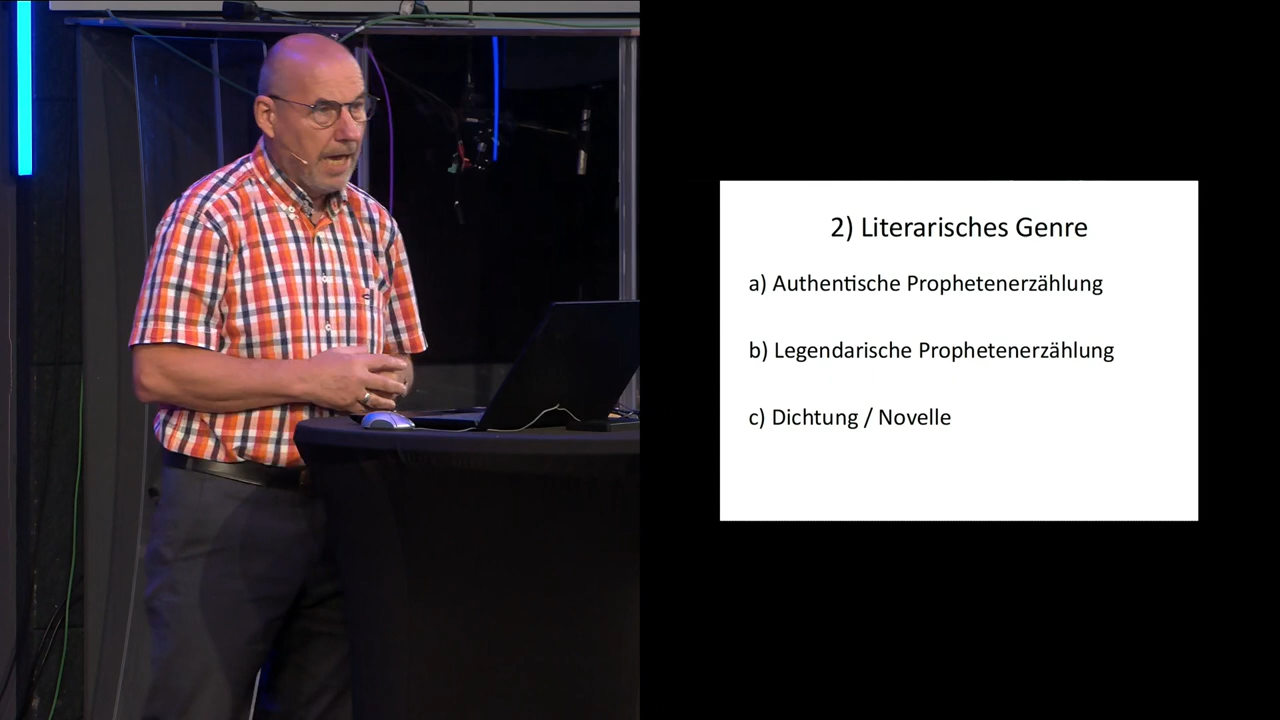 2) Literarisches Genre
a) Authentische Prophetenerzählung
b) Legendarische Prophetenerzählung
c) Dichtung / Novelle